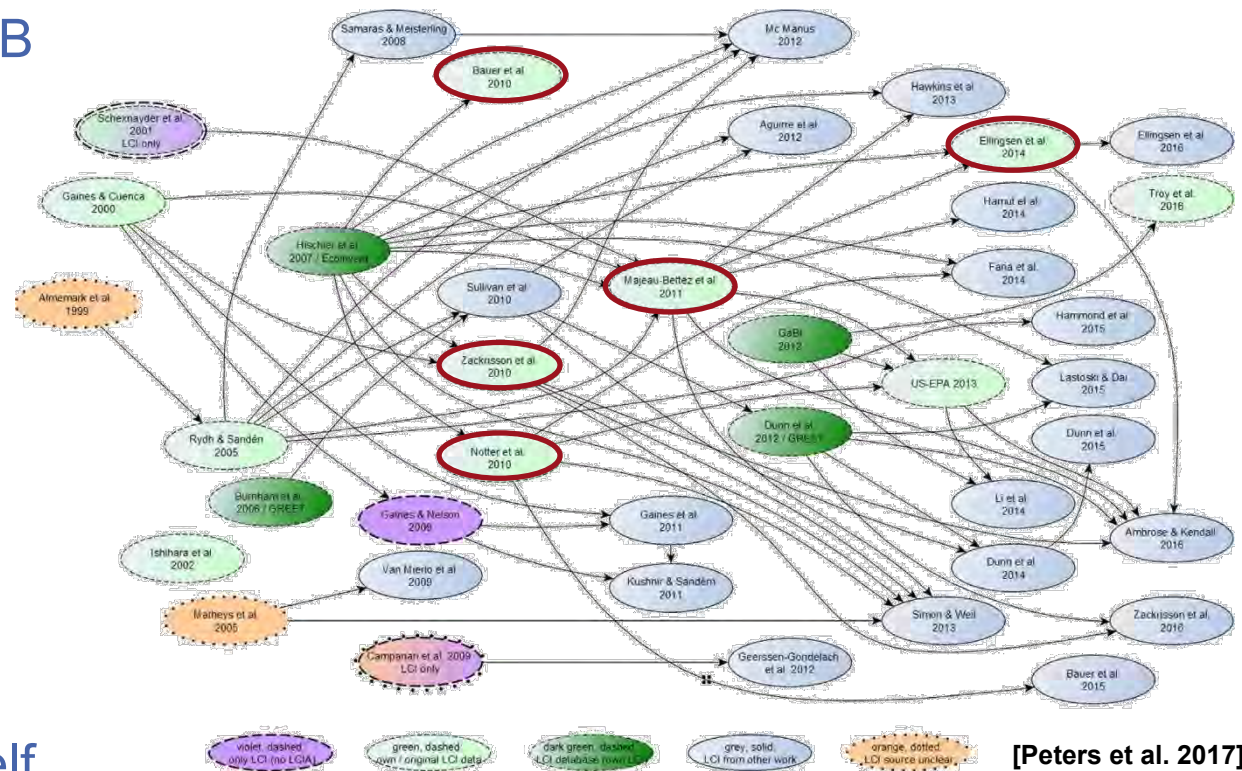 B
Samaras & Meisterling
2008
Mc Manus
2012
Bauer et al
2010
Hawkins et al
2013
Schexnayder et al.
2001
LCI only
Aguirre et al
2012
Ellingsen et al
2014
Ellingsen et al
2016
Gaines & Cuenca
2000
Hamut et al
2014
Troy et al.
2016
Hischier et al
2007 / Ecoinvent
Faria et al.
2014
Almemark et al
1999
Sullivan et al
2010
Majeau-Bettez et al
2011
Hammond et al
2015
GaBi
2012
Zackrisson et al.
2010
US-EPA 2013
Lastoski & Dai
2015
Rydh & Sandén
2005
Notter et al.
2010
Dunn et al.
2012 / GREET
Dunn et al.
2015
Burnham et al.
2006 / GREET
Gaines & Nelson
2009
Gaines et al.
2011
Li et al
2014
Ambrose & Kendall
2016
Ishihara et al
2002
Van Mierlo et al
2009
Kushnir & Sandèrn
2011
Dunn et al
2014
Matheys et al.
2005
Simon & Weil
2013
Zackrisson et al.
2016
Campanari et al. 2009
LCI only
Geerssen-Gondelach
et al. 2012
Bauer et al
2015
elf
violet, dashed
only LCI (no LCIA)
green, dashed
own / original LCI data
dark green, dashed
LCI database (own LCI)
grey, solid
LCI from other work
orange, dotted
LCI source unclear
[Peters et al. 2017]